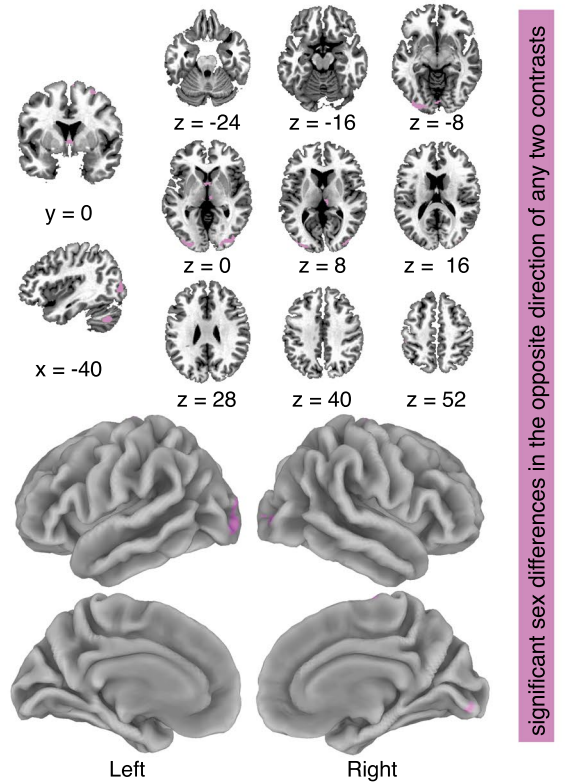 z = -24
z = -16
z = -8
y = 0
z = 0
z = 8
z = 16
x = -40
z = 28
z = 40
z = 52
Left
Right
significant sex differences in the opposite direction of any two contrasts